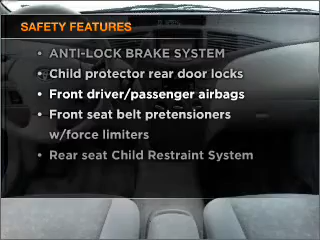 SAFETY FEATURES
• ANTI-LOCK BRAKE SYSTEM
• Child protector rear door locks
• Front driver/passenger airbags
• Front seat belt pretensioners
w/force limiters
• Rear seat Child Restraint System